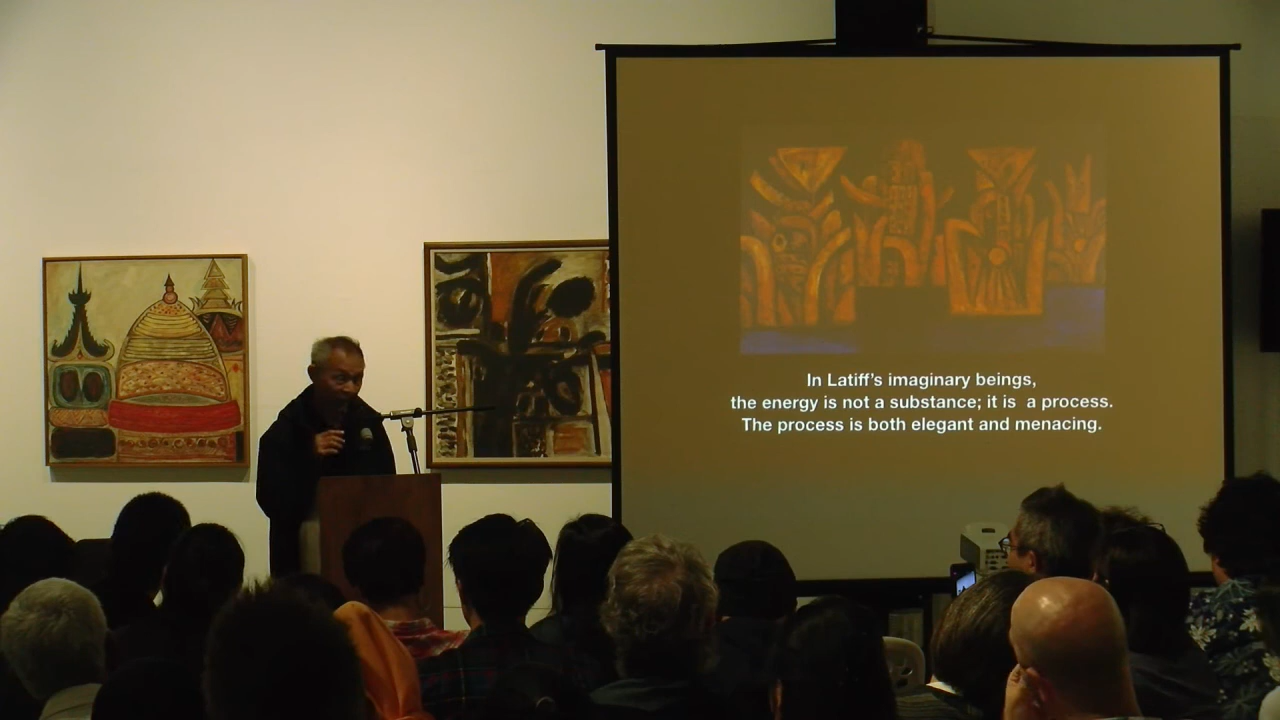 In Latiff's imaginary beings,
the energy is not a substance; it is a process.
The process is both elegant and menacing.